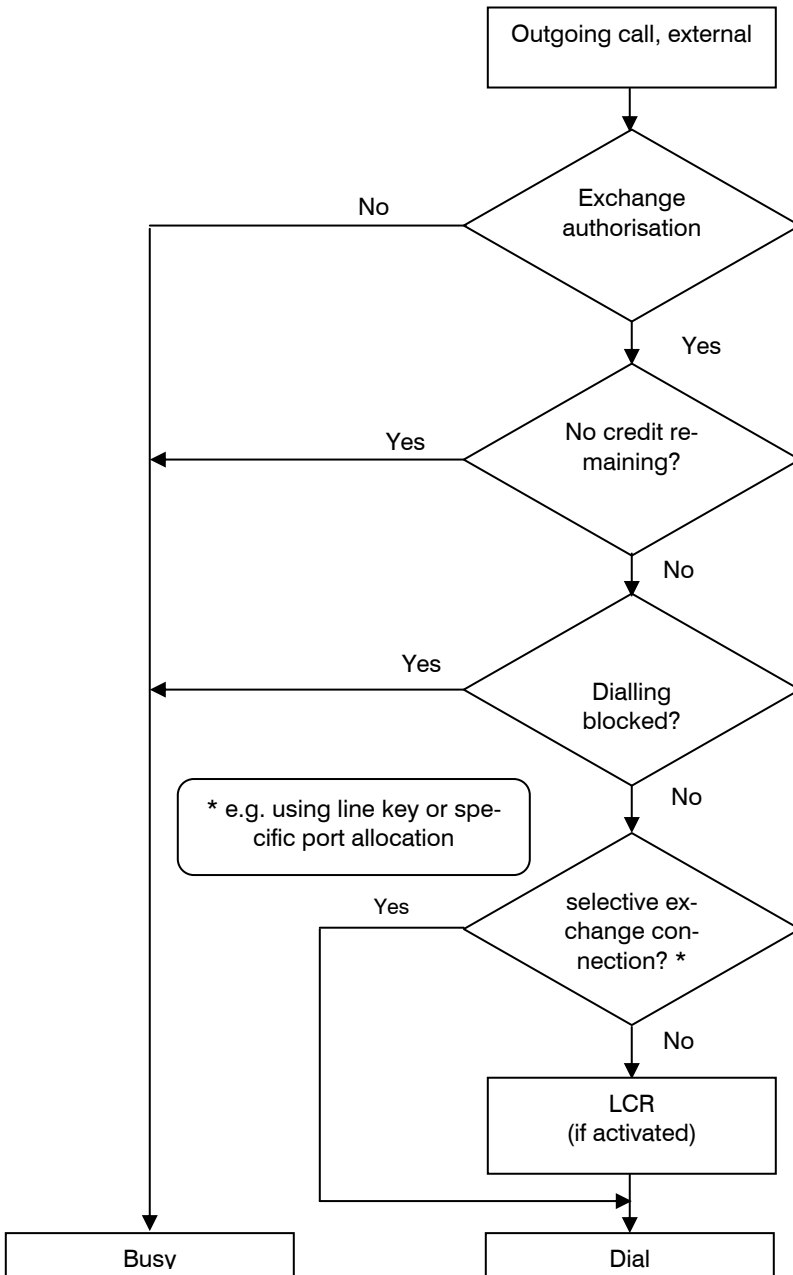 Outgoing call, external
Exchange
authorisation
No
Yes
No credit re-
maining?
Yes
No
Dialling
blocked?
Yes
No
* e.g. using line key or spe-
cific port allocation
selective ex-
change con-
nection? *
Yes
No
LCR
(if activated)
Busy
Dial